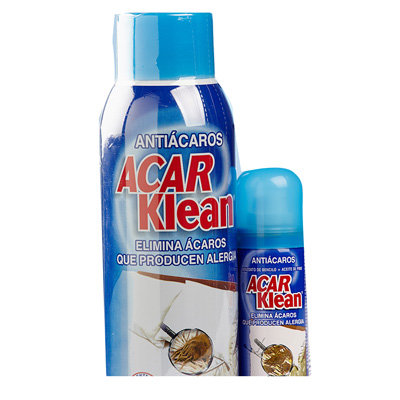 ANTIÁCAROS
ACAR
Klean
ELIMINA ÁCAROS
QUE PRODUCEN ALERGIA
ANTIÁCAROS
ACAR
Klean
ELIMINA ÁCAROS
QUE PRODUCEN ALERGIA